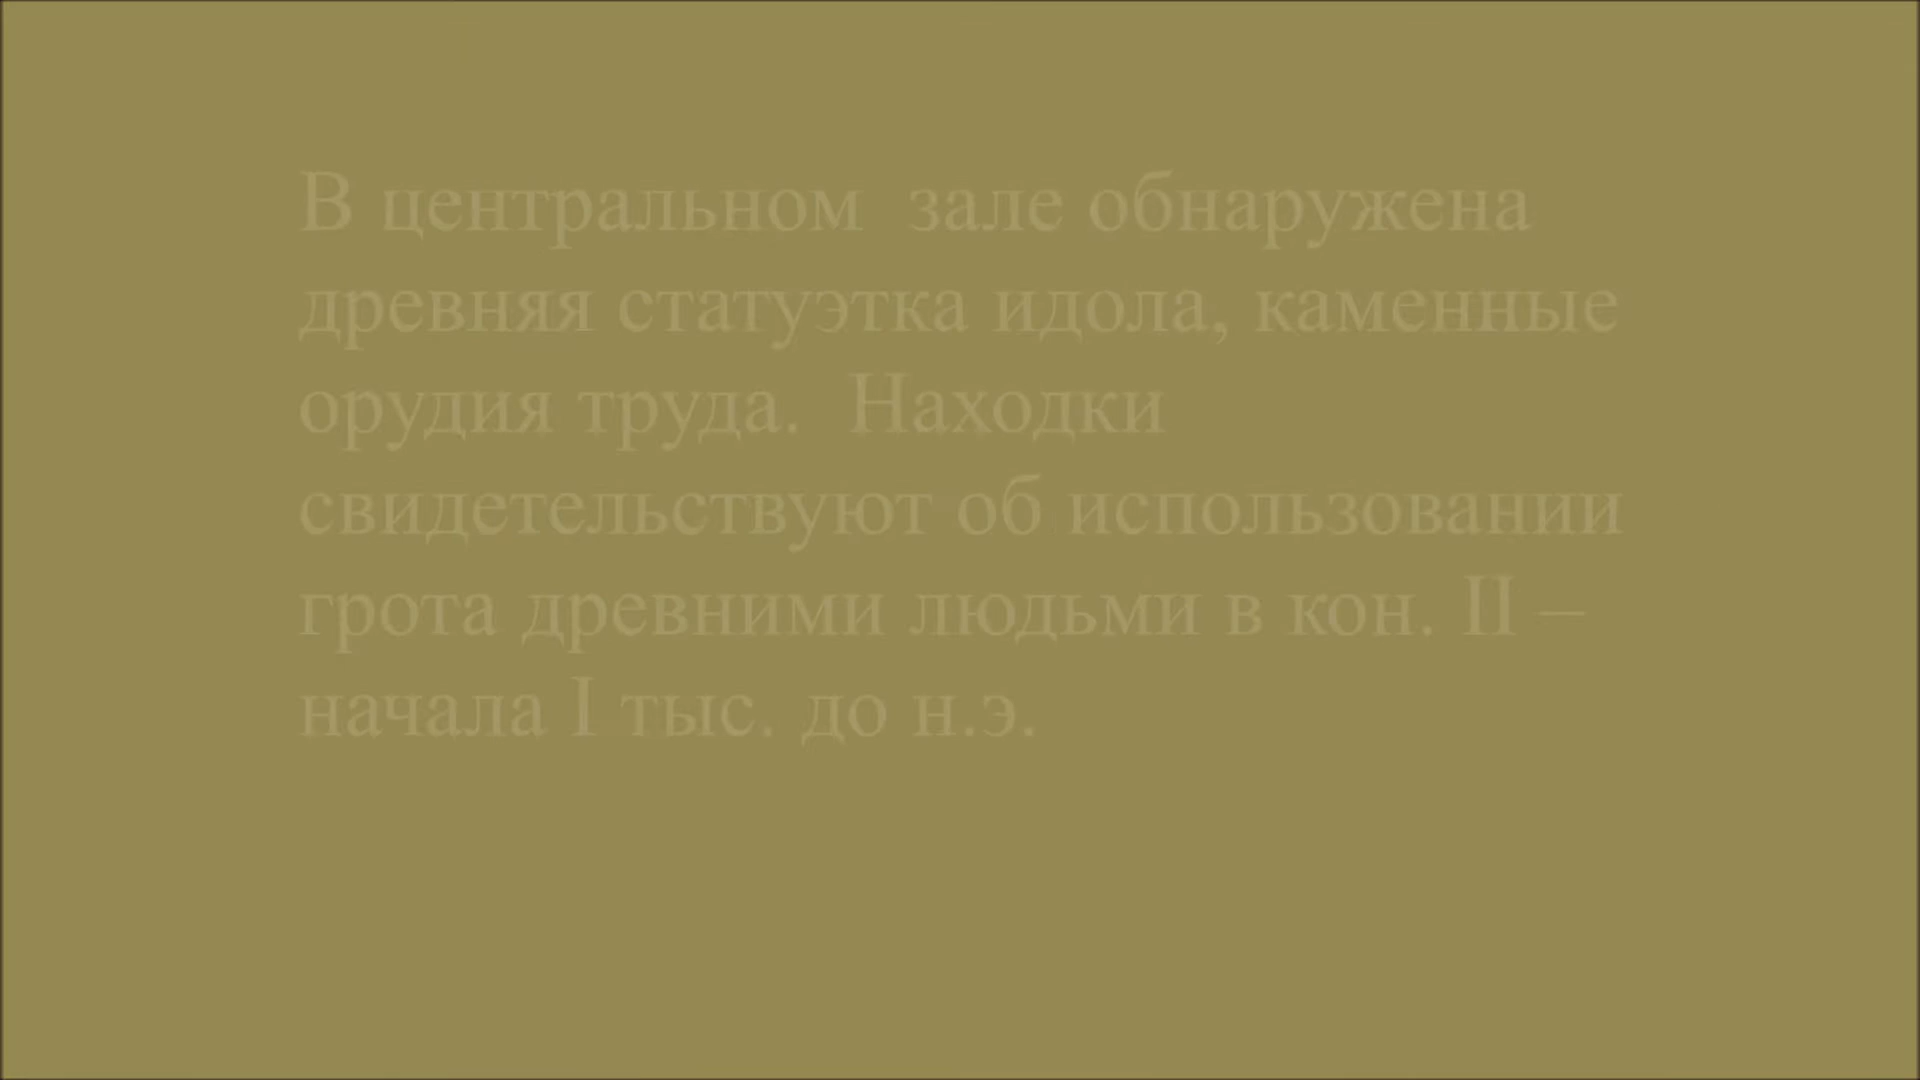 В центральном  зале обнаружена
древняя статуэтка идола, каменные
орудия труда.  Находки
свидетельствуют об использовании
грота древними людьми в кон. II –
начала I тыс. до н.э.